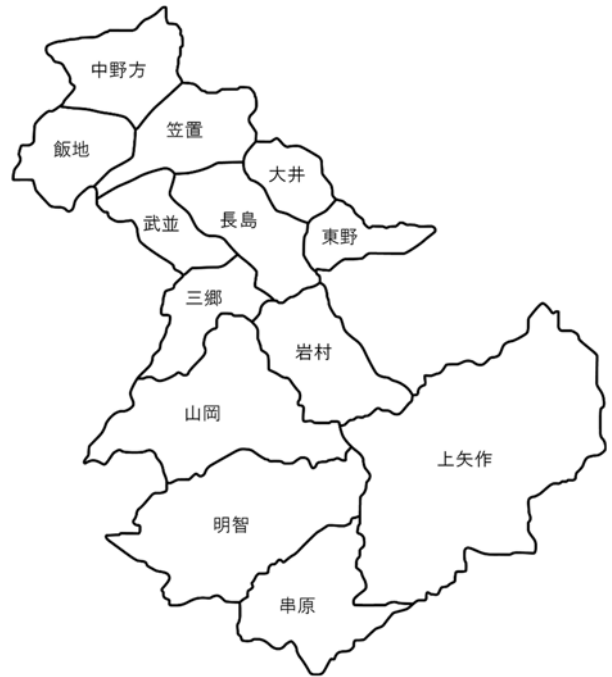 中野方
笠置
飯地
大井
武並
長島
東野
三郷
岩村
山岡
上矢作
明智
串原